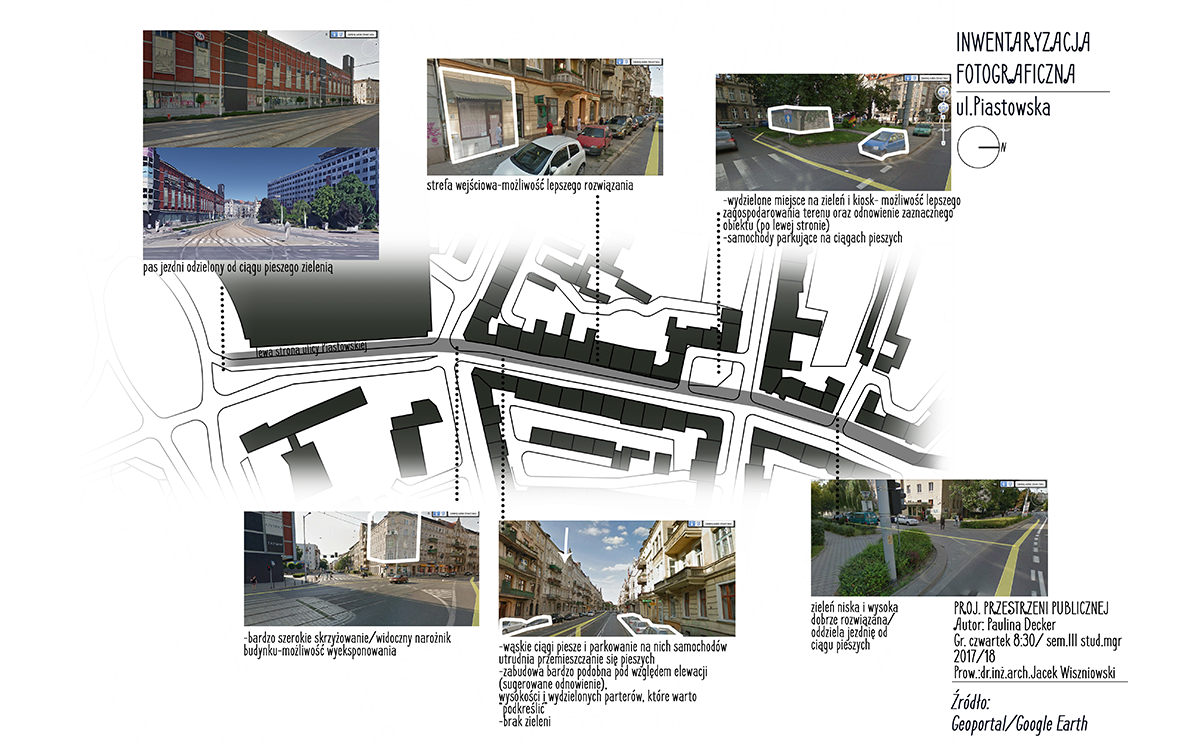 INWENTARYZACJA
FOTOGRAFICZNA
ul.Piastowska
N
strefa wejściowa-możliwość lepszego rozwiązania
-wydzielone miejsce na zieleń i kiosk- możliwość lepszego
zagospodarowania terenu oraz odnowienie zaznacznego
obiektu (po lewej stronie)
-samochody parkujące na ciągach pieszych
pas jezdni odzielony od ciągu pieszego zielenią
lewa strona ulicy Piastowskiej
-bardzo szerokie skrzyżowanie/widoczny narożnik
budynku-możliwość wyeksponowania
-wąskie ciągi piesze i parkowanie na nich samochodów
utrudnia przemieszczanie się pieszych
-zabudowa bardzo podobna pod względem elewacji
(sugerowane odnowienie),
wysokości i wydzielonych parterów, które warto
"podkreślić"
-brak zieleni
zieleń niska i wysoka
dobrze rozwiązana/
oddziela jezdnię od
ciągu pieszych
PROJ. PRZESTRZENI PUBLICZNEJ
Autor: Paulina Decker
Gr. czwartek 8:30/ sem.III stud.mgr
2017/18
Prow.:dr.inż.arch.Jacek Wiszniowski
Źródło:
Geoportal/Google Earth